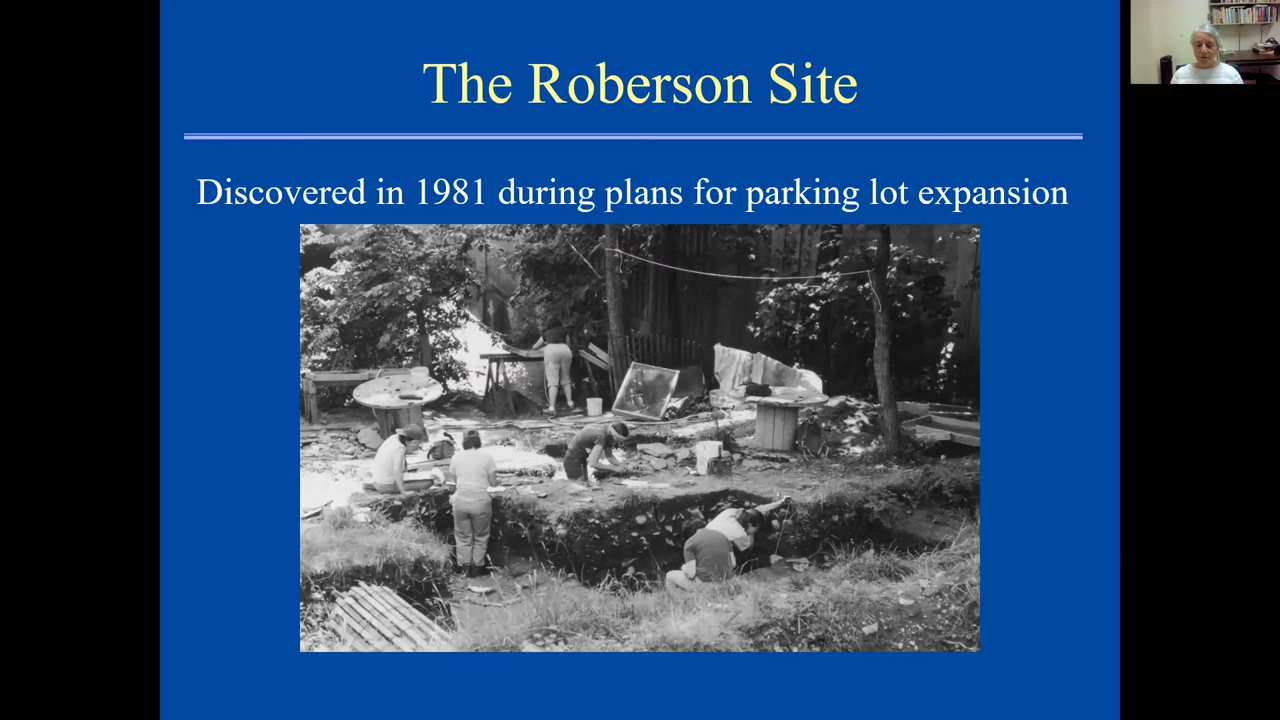 The Roberson Site
Discovered in 1981 during plans for parking lot expansion